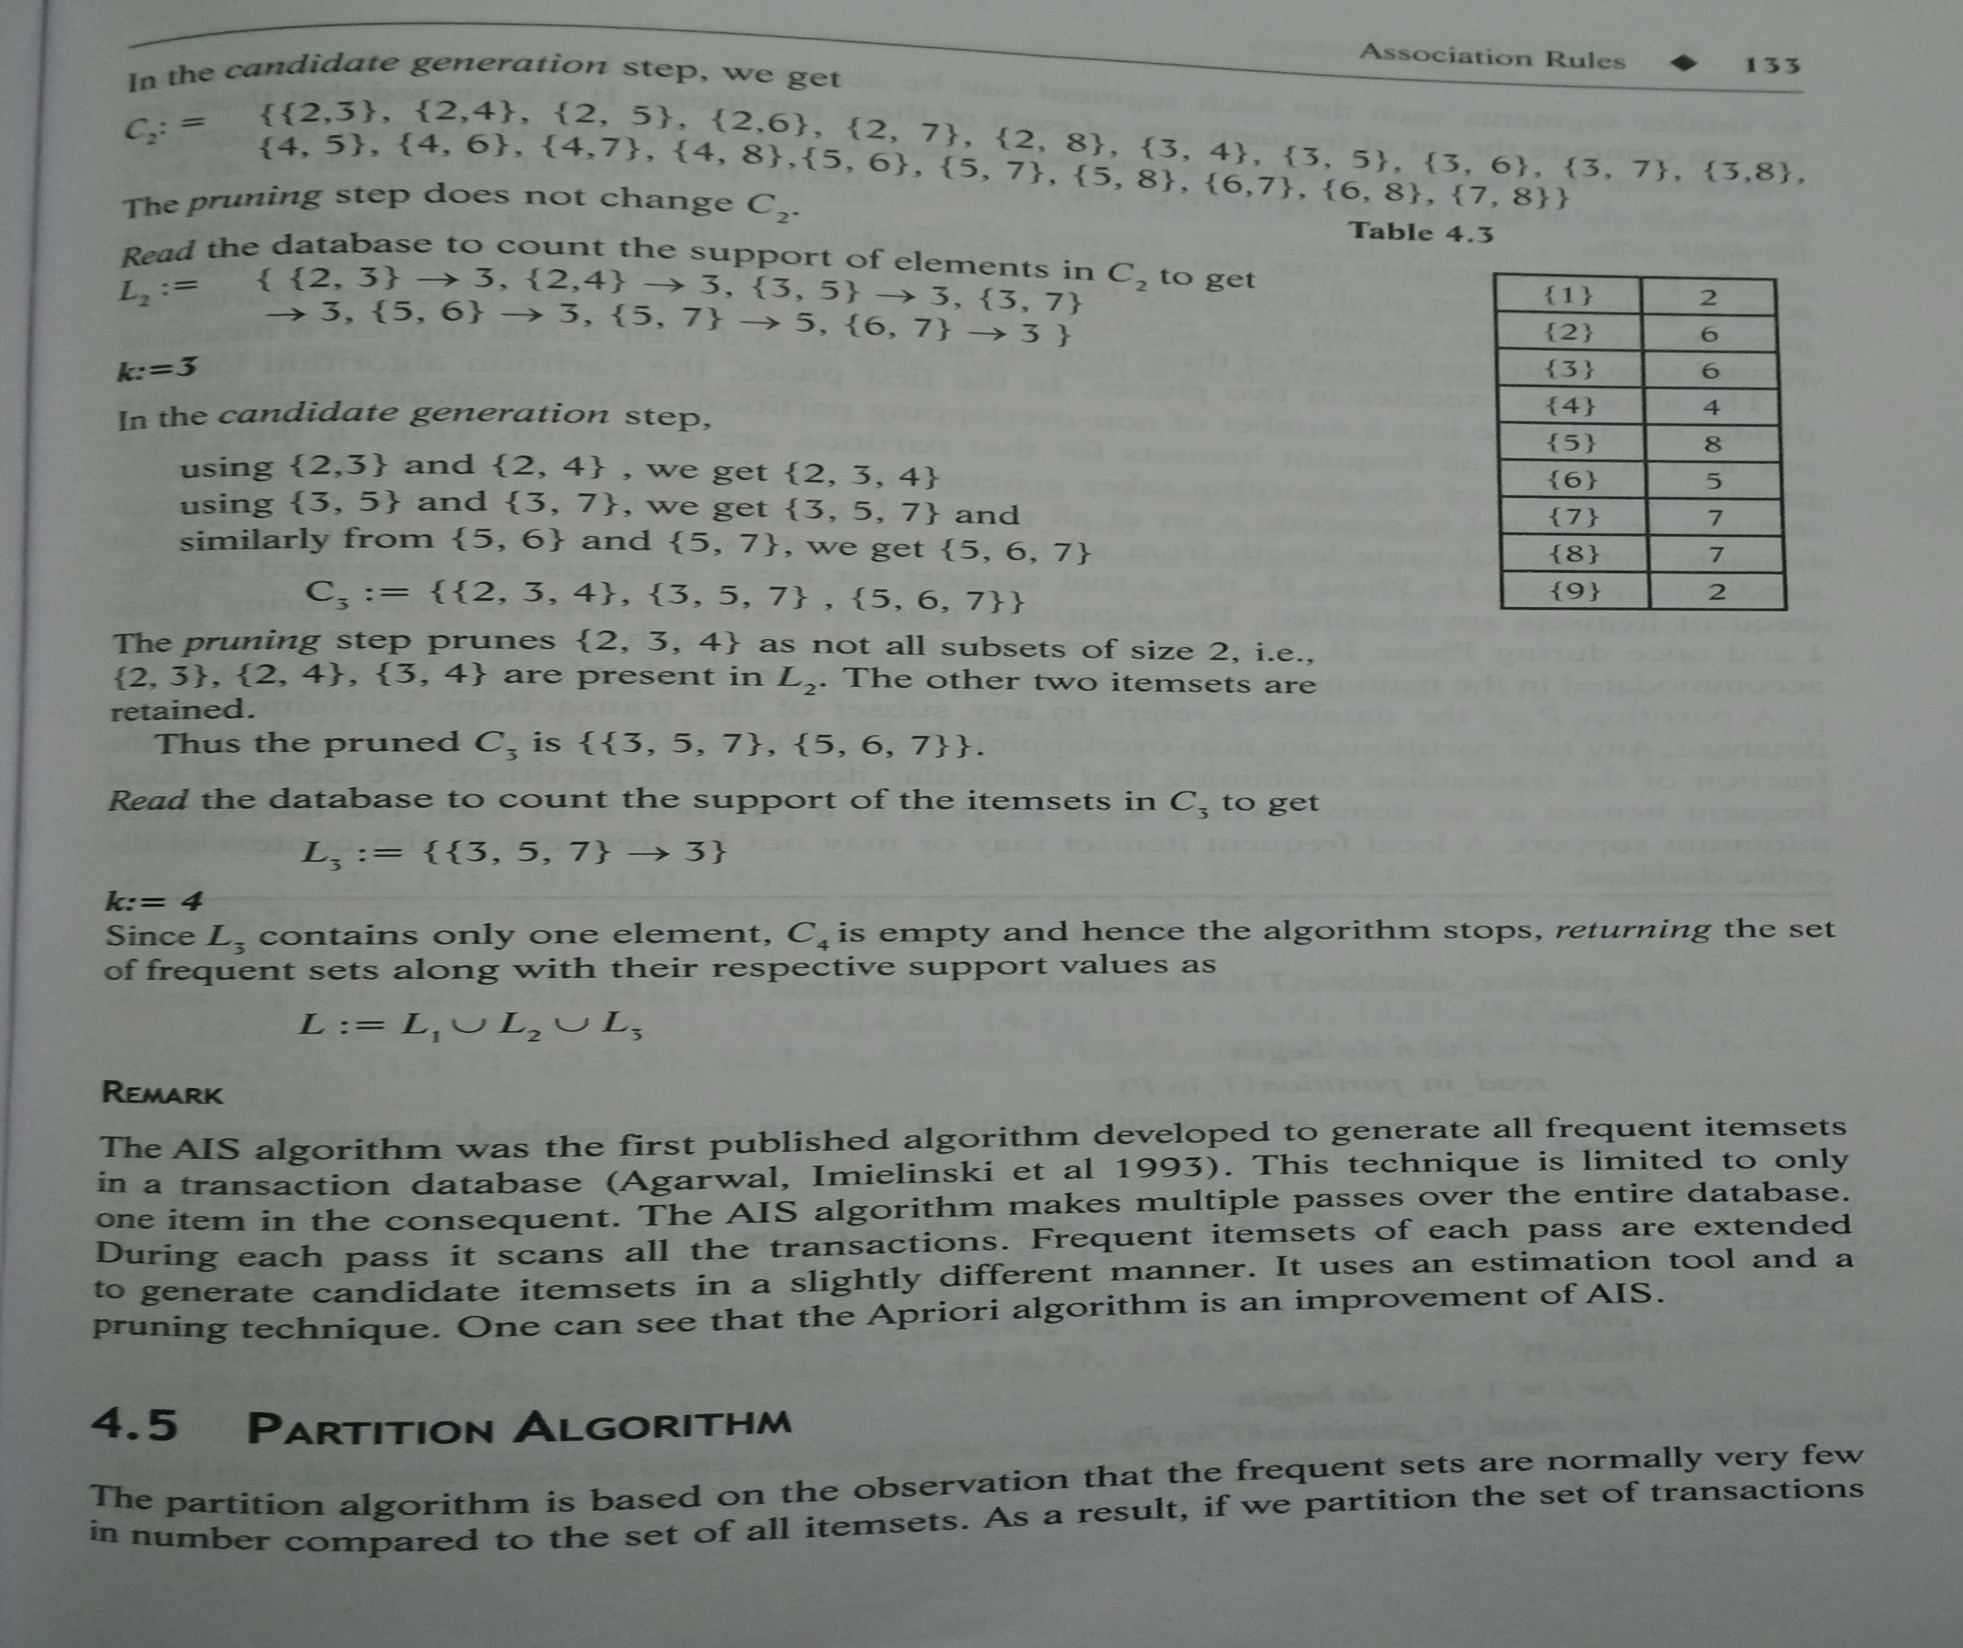 Association Rules ◆ 133
In the candidate generation step, we get
C₂: = {{2,3}, {2,4}, {2, 5}, {2,6}, {2, 7}, {2, 8}, {3, 4}, {3, 5}, {3, 6}, {3, 7}, {3,8},
{4, 5}, {4, 6}, {4,7}, {4, 8},{5, 6}, {5, 7}, {5, 8}, {6,7}, {6, 8}, {7, 8}}
The pruning step does not change C₂.
Read the database to count the support of elements in C₂ to get
L₂ := { {2, 3} → 3, {2,4} → 3, {3, 5} → 3, {3, 7}
→ 3, {5, 6} → 3, {5, 7} → 5, {6, 7} → 3 }
k:=3
In the candidate generation step,
using {2,3} and {2, 4} , we get {2, 3, 4}
using {3, 5} and {3, 7}, we get {3, 5, 7} and
similarly from {5, 6} and {5, 7}, we get {5, 6, 7}
C₃ := {{2, 3, 4}, {3, 5, 7} , {5, 6, 7}}
The pruning step prunes {2, 3, 4} as not all subsets of size 2, i.e.,
{2, 3}, {2, 4}, {3, 4} are present in L₂. The other two itemsets are
retained.
Thus the pruned C₃ is {{3, 5, 7}, {5, 6, 7}}.
Table 4.3
{1} 2
{2} 6
{3} 6
{4} 4
{5} 8
{6} 5
{7} 7
{8} 7
{9} 2
Read the database to count the support of the itemsets in C₃ to get
L₃ := {{3, 5, 7} → 3}
k:= 4
Since L₃ contains only one element, C₄ is empty and hence the algorithm stops, returning the set
of frequent sets along with their respective support values as
L := L₁ ∪ L₂ ∪ L₃
REMARK
The AIS algorithm was the first published algorithm developed to generate all frequent itemsets
in a transaction database (Agarwal, Imielinski et al 1993). This technique is limited to only
one item in the consequent. The AIS algorithm makes multiple passes over the entire database.
During each pass it scans all the transactions. Frequent itemsets of each pass are extended
to generate candidate itemsets in a slightly different manner. It uses an estimation tool and a
pruning technique. One can see that the Apriori algorithm is an improvement of AIS.
4.5 PARTITION ALGORITHM
The partition algorithm is based on the observation that the frequent sets are normally very few
in number compared to the set of all itemsets. As a result, if we partition the set of transactions